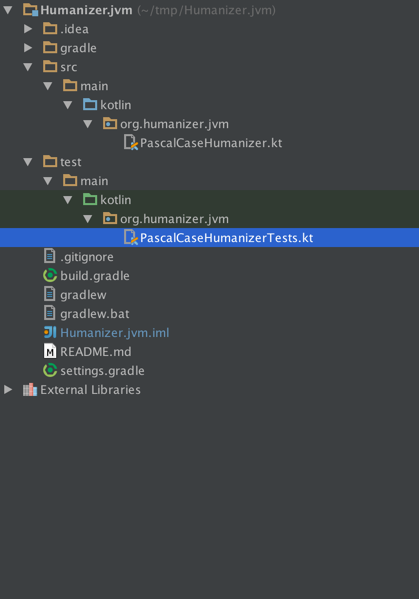 Humanizer.jvm (~/tmp/Humanizer.jvm)
.idea
gradle
src
main
kotlin
org.humanizer.jvm
PascalCaseHumanizer.kt
test
main
kotlin
org.humanizer.jvm
PascalCaseHumanizerTests.kt
.gitignore
build.gradle
gradlew
gradlew.bat
Humanizer.jvm.iml
README.md
settings.gradle
External Libraries